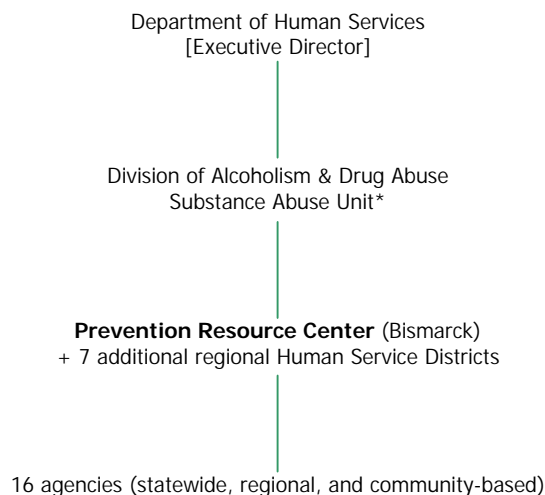 Department of Human Services
[Executive Director]
Division of Alcoholism & Drug Abuse
Substance Abuse Unit*
Prevention Resource Center (Bismarck)
+ 7 additional regional Human Service Districts
16 agencies (statewide, regional, and community-based)